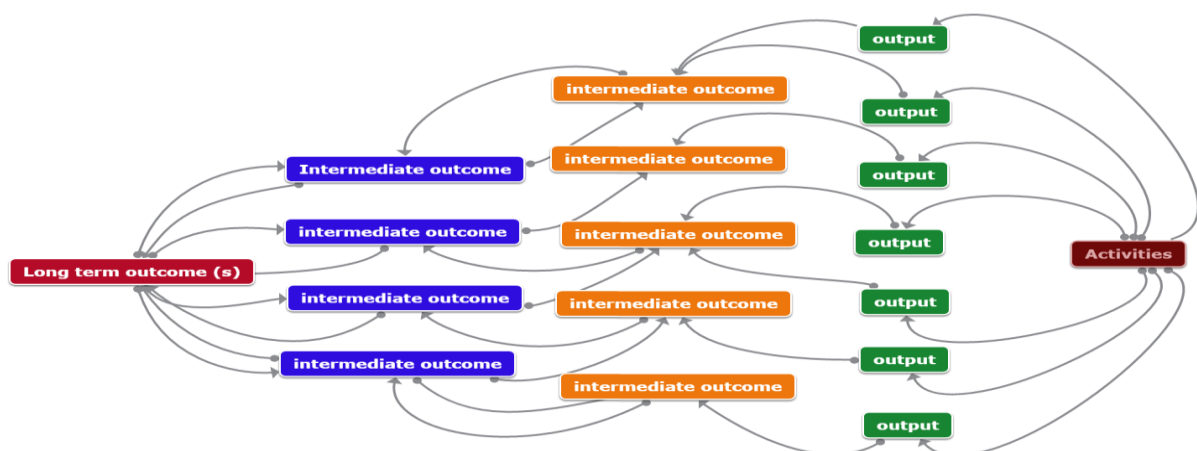 output
intermediate outcome
output
intermediate outcome
Intermediate outcome
output
intermediate outcome
intermediate outcome
output
Activities
Long term outcome (s)
intermediate outcome
intermediate outcome
output
intermediate outcome
output
intermediate outcome
output